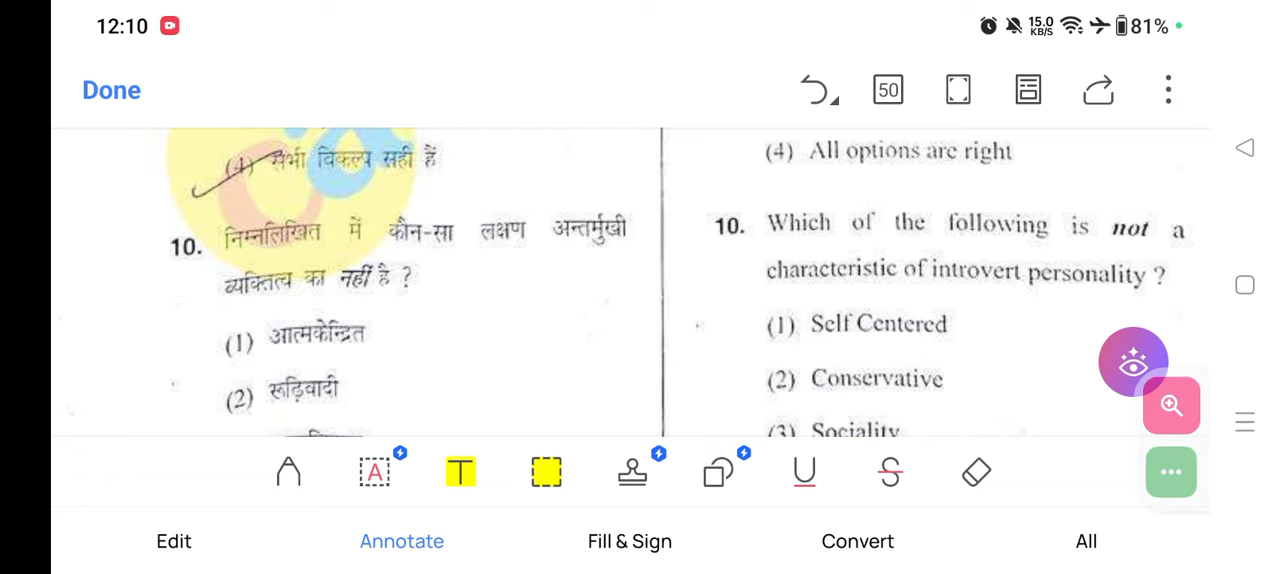 12:10
15.0
KB/S
81%
Done
50
(4) सभी विकल्प सही हैं
10. निम्नलिखित में कौन-सा लक्षण अन्तर्मुखी
व्यक्तित्व का नहीं है ?
(1) आत्मकेन्द्रित
(2) रूढ़िवादी
(4) All options are right
10. Which of the following is not a
characteristic of introvert personality ?
(1) Self Centered
(2) Conservative
(3) Sociality
A
T
U
S
Edit
Annotate
Fill & Sign
Convert
All